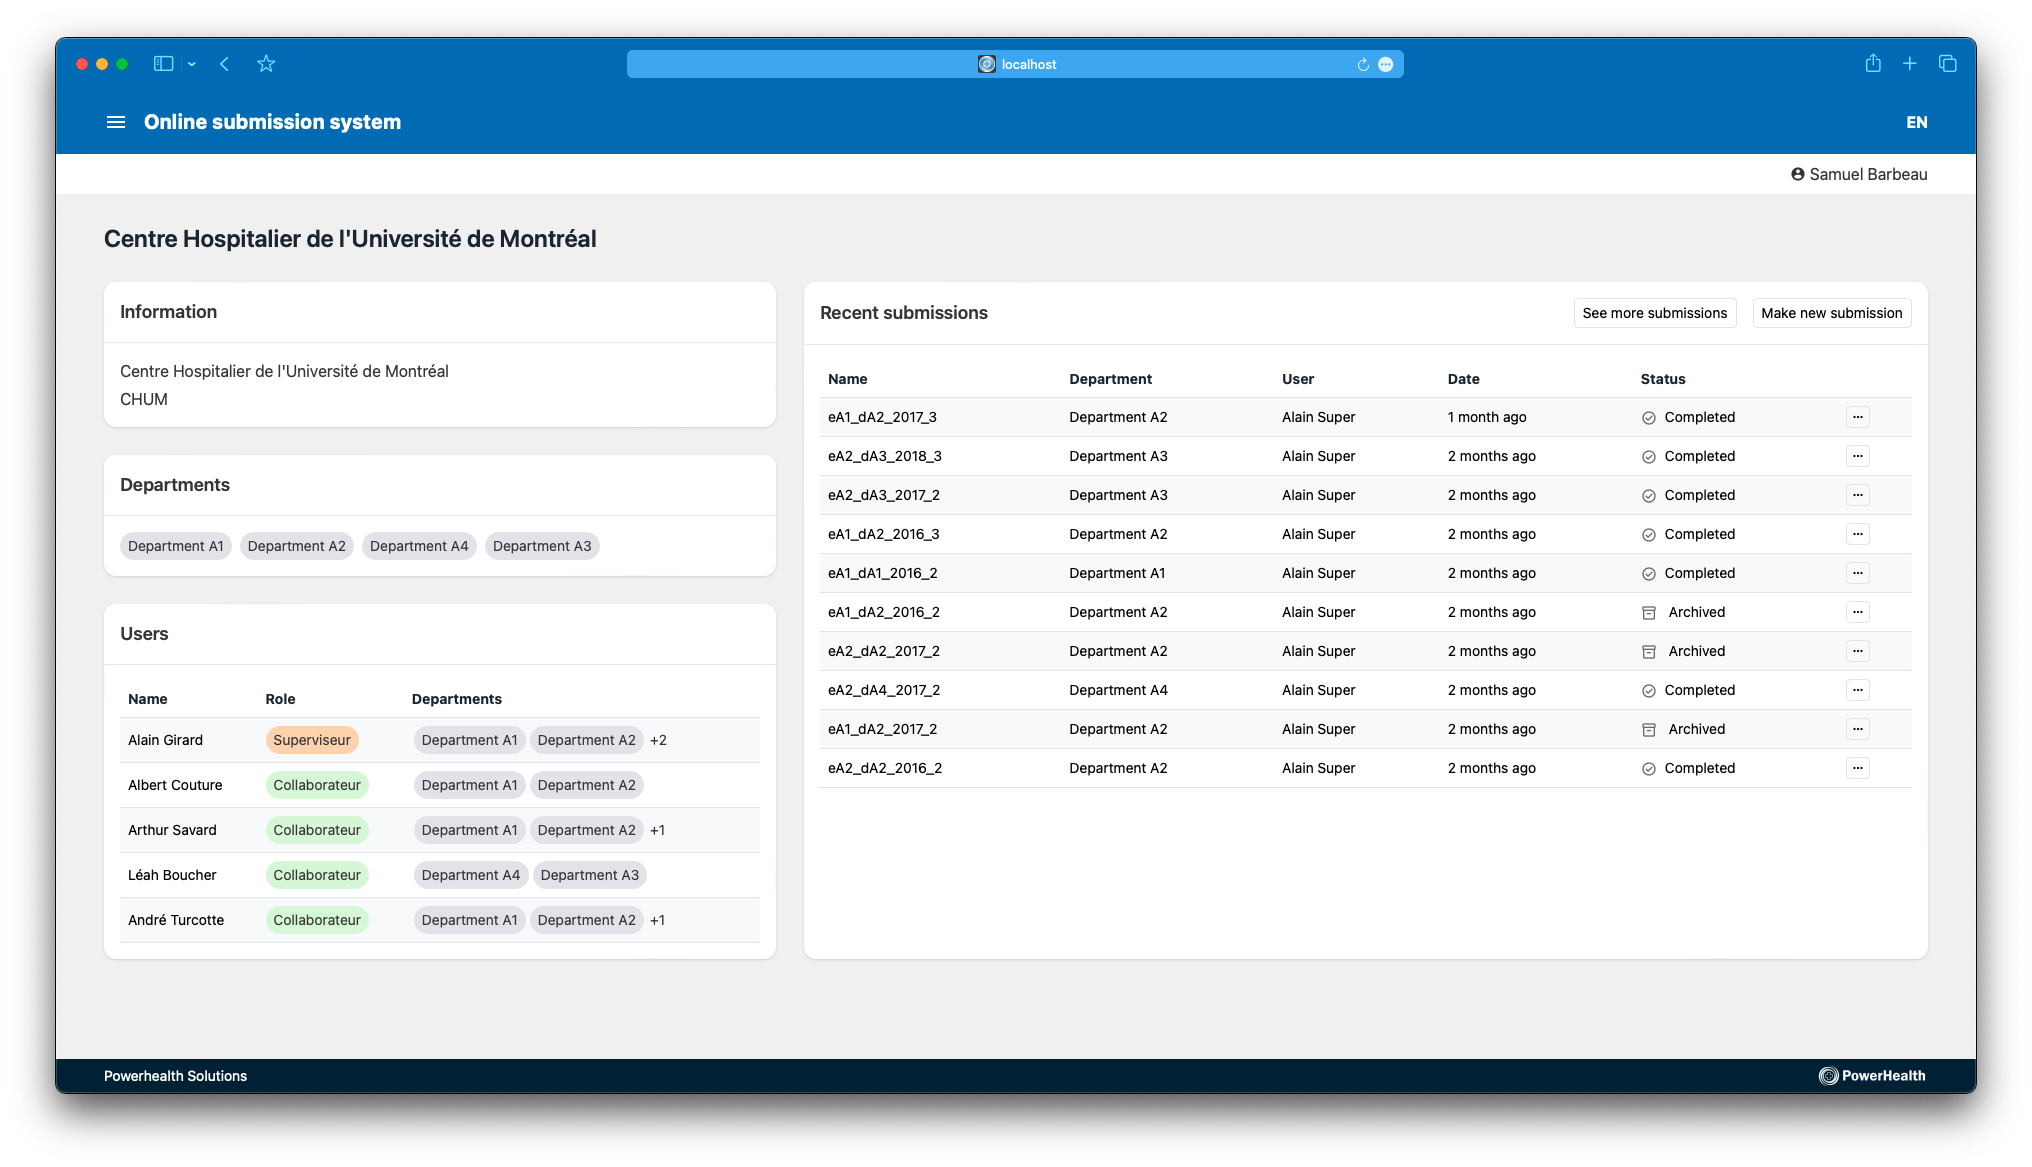 localhost
Online submission system
EN
Samuel Barbeau
Centre Hospitalier de l'Université de Montréal
Information
Centre Hospitalier de l'Université de Montréal
CHUM
Departments
Department A1 Department A2 Department A4 Department A3
Users
Name Role Departments
Alain Girard Superviseur Department A1 Department A2 +2
Albert Couture Collaborateur Department A1 Department A2
Arthur Savard Collaborateur Department A1 Department A2 +1
Léah Boucher Collaborateur Department A4 Department A3
André Turcotte Collaborateur Department A1 Department A2 +1
Recent submissions See more submissions Make new submission
Name Department User Date Status
eA1_dA2_2017_3 Department A2 Alain Super 1 month ago Completed
eA2_dA3_2018_3 Department A3 Alain Super 2 months ago Completed
eA2_dA3_2017_2 Department A3 Alain Super 2 months ago Completed
eA1_dA2_2016_3 Department A2 Alain Super 2 months ago Completed
eA1_dA1_2016_2 Department A1 Alain Super 2 months ago Completed
eA1_dA2_2016_2 Department A2 Alain Super 2 months ago Archived
eA2_dA2_2017_2 Department A2 Alain Super 2 months ago Archived
eA2_dA4_2017_2 Department A4 Alain Super 2 months ago Completed
eA1_dA2_2017_2 Department A2 Alain Super 2 months ago Archived
eA2_dA2_2016_2 Department A2 Alain Super 2 months ago Completed
Powerhealth Solutions
PowerHealth